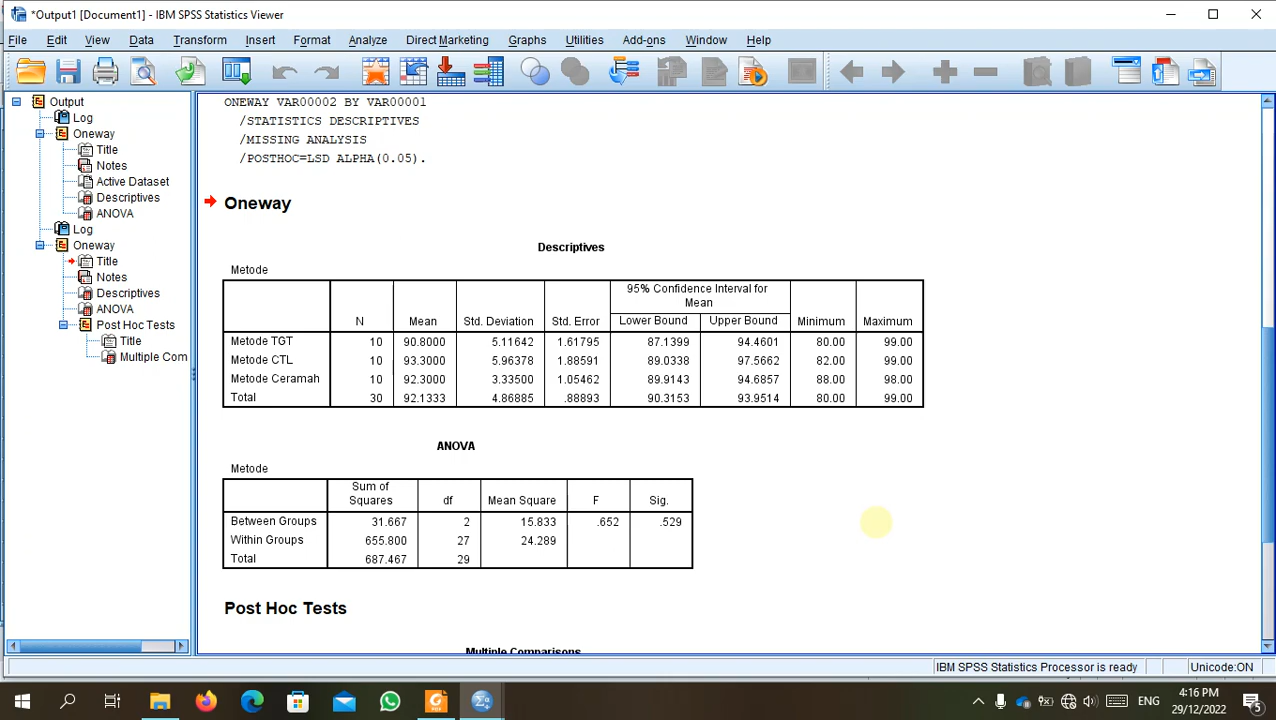 *Output1 [Document1] - IBM SPSS Statistics Viewer
File Edit View Data Transform Insert Format Analyze Direct Marketing Graphs Utilities Add-ons Window Help
Output
Log
Oneway
Title
Notes
Active Dataset
Descriptives
ANOVA
Log
Oneway
Title
Notes
Descriptives
ANOVA
Post Hoc Tests
Title
Multiple Com
ONEWAY VAR00002 BY VAR00001
/STATISTICS DESCRIPTIVES
/MISSING ANALYSIS
/POSTHOC=LSD ALPHA(0.05).
Oneway
Descriptives
Metode
95% Confidence Interval for
Mean
N Mean Std. Deviation Std. Error Lower Bound Upper Bound Minimum Maximum
Metode TGT 10 90.8000 5.11642 1.61795 87.1399 94.4601 80.00 99.00
Metode CTL 10 93.3000 5.96378 1.88591 89.0338 97.5662 82.00 99.00
Metode Ceramah 10 92.3000 3.33500 1.05462 89.9143 94.6857 88.00 98.00
Total 30 92.1333 4.86885 .88893 90.3153 93.9514 80.00 99.00
ANOVA
Metode
Sum of
Squares df Mean Square F Sig.
Between Groups 31.667 2 15.833 .652 .529
Within Groups 655.800 27 24.289
Total 687.467 29
Post Hoc Tests
Multiple Comparisons
IBM SPSS Statistics Processor is ready Unicode:ON
ENG
4:16 PM
29/12/2022
5